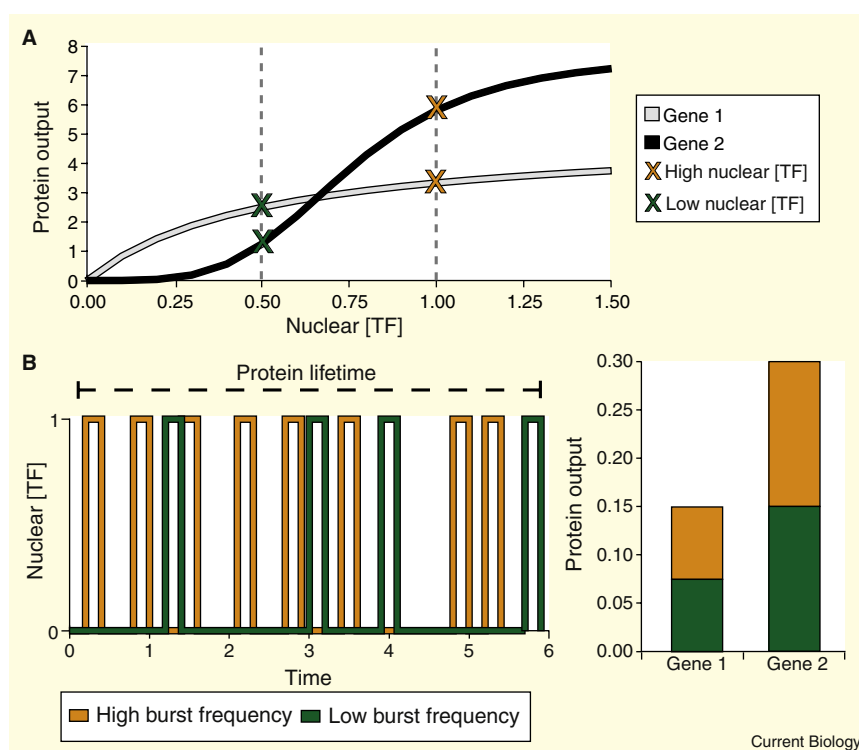 A
8
7
6
5
4
3
2
1
0
Protein output
0.00 0.25 0.50 0.75 1.00 1.25 1.50
Nuclear [TF]
Gene 1
Gene 2
High nuclear [TF]
Low nuclear [TF]
B
Protein lifetime
1
0
Nuclear [TF]
0 1 2 3 4 5 6
Time
High burst frequency Low burst frequency
0.30
0.25
0.20
0.15
0.10
0.05
0.00
Protein output
Gene 1 Gene 2
Current Biology